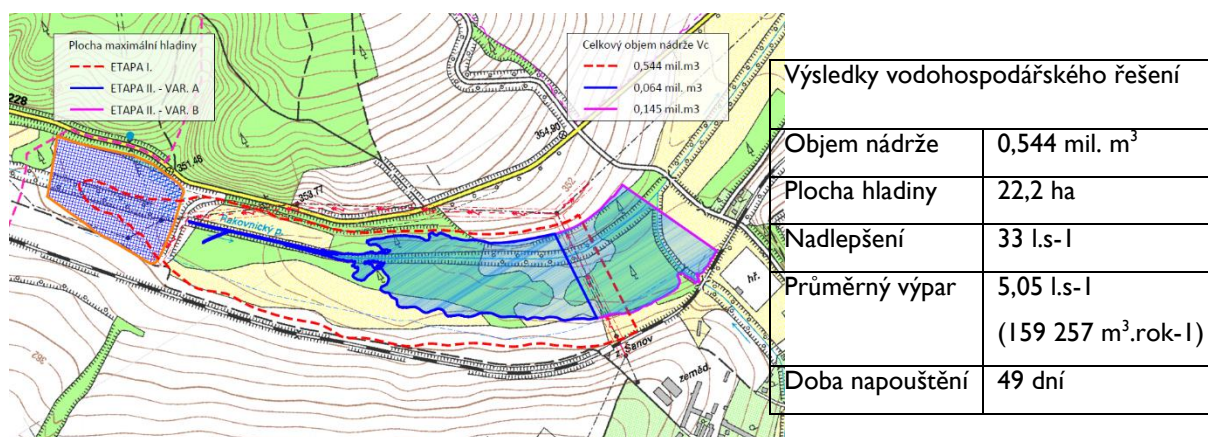 Plocha maximální hladiny
ETAPA I.
ETAPA II. - VAR. A
ETAPA II. - VAR. B
Celkový objem nádrže Vc
0,544 mil.m3
0,064 mil. m3
0,145 mil.m3
228
354,90
351,48
353,77
352
Rakovnický p.
362
Šanov
zeměd.
hř.
Výsledky vodohospodářského řešení
Objem nádrže 0,544 mil. m³
Plocha hladiny 22,2 ha
Nadlepšení 33 l.s-1
Průměrný výpar 5,05 l.s-1
(159 257 m³.rok-1)
Doba napouštění 49 dní